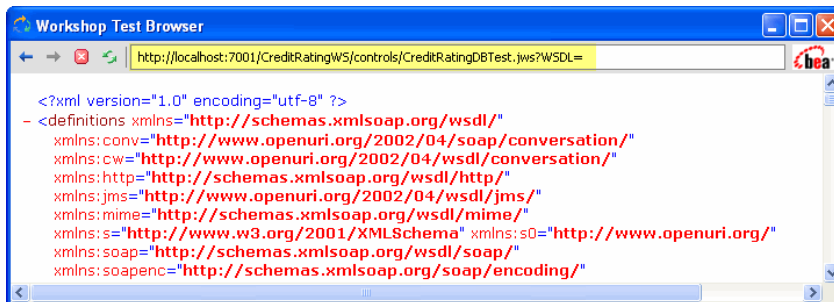 Workshop Test Browser
http://localhost:7001/CreditRatingWS/controls/CreditRatingDBTest.jws?WSDL=
bea
<?xml version="1.0" encoding="utf-8" ?>
- <definitions xmlns="http://schemas.xmlsoap.org/wsdl/"
xmlns:conv="http://www.openuri.org/2002/04/soap/conversation/"
xmlns:cw="http://www.openuri.org/2002/04/wsdl/conversation/"
xmlns:http="http://schemas.xmlsoap.org/wsdl/http/"
xmlns:jms="http://www.openuri.org/2002/04/wsdl/jms/"
xmlns:mime="http://schemas.xmlsoap.org/wsdl/mime/"
xmlns:s="http://www.w3.org/2001/XMLSchema" xmlns:s0="http://www.openuri.org/"
xmlns:soap="http://schemas.xmlsoap.org/wsdl/soap/"
xmlns:soapenc="http://schemas.xmlsoap.org/soap/encoding/"